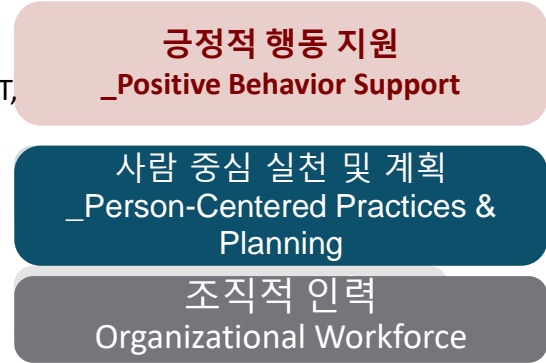 긍정적 행동 지원
_Positive Behavior Support
T,
사람 중심 실천 및 계획
_Person-Centered Practices &
Planning
조직적 인력
Organizational Workforce